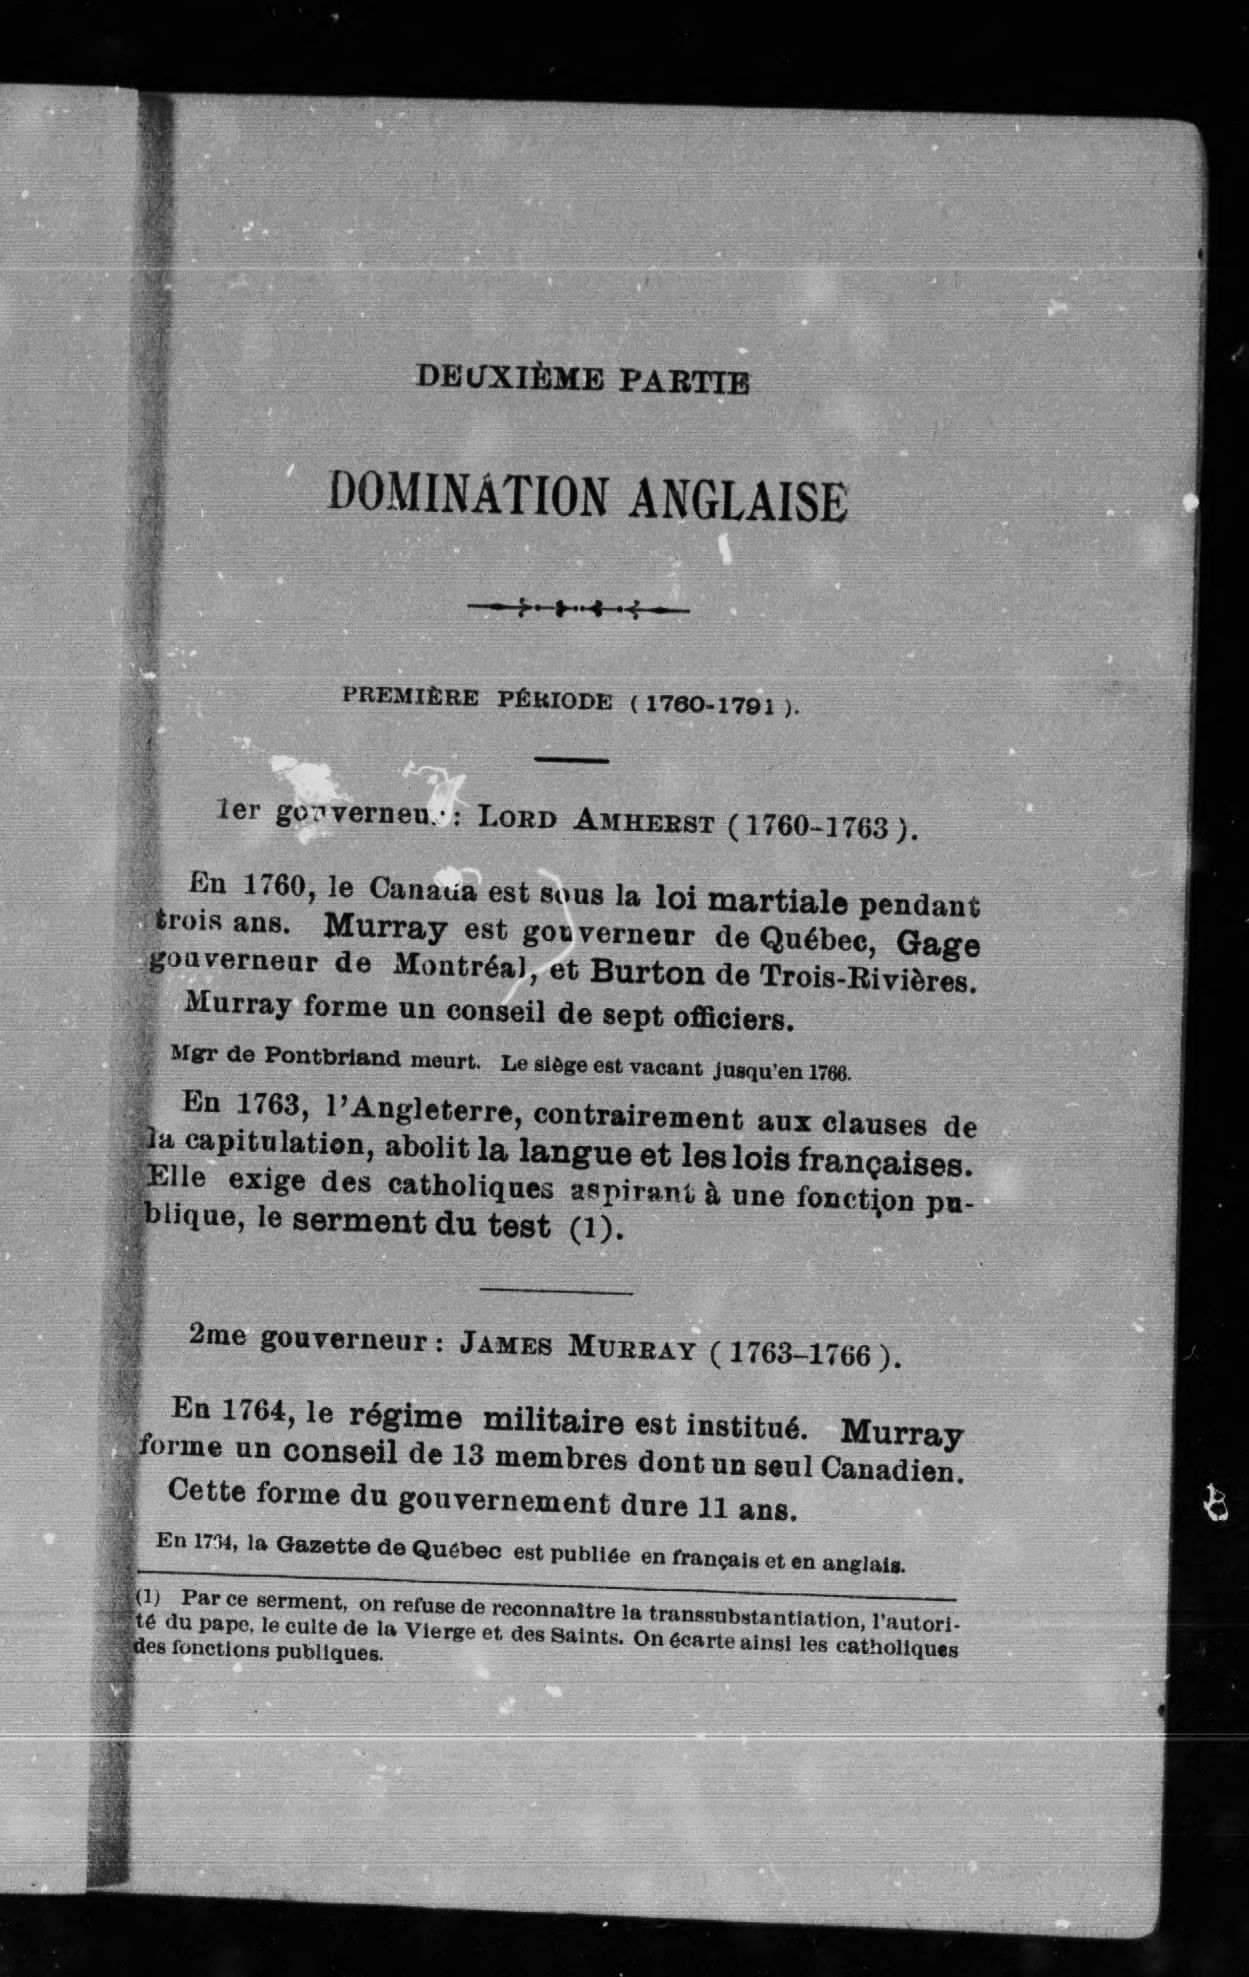 DEUXIÈME PARTIE
DOMINATION ANGLAISE
PREMIÈRE PÉRIODE (1760-1791).
1er gouverneur: LORD AMHERST (1760-1763).
En 1760, le Canada est sous la loi martiale pendant
trois ans. Murray est gouverneur de Québec, Gage
gouverneur de Montréal, et Burton de Trois-Rivières.
Murray forme un conseil de sept officiers.
Mgr de Pontbriand meurt. Le siège est vacant jusqu'en 1766.
En 1763, l'Angleterre, contrairement aux clauses de
la capitulation, abolit la langue et les lois françaises.
Elle exige des catholiques aspirant à une fonction pu-
blique, le serment du test (1).
2me gouverneur: JAMES MURRAY (1763-1766).
En 1764, le régime militaire est institué. Murray
forme un conseil de 13 membres dont un seul Canadien.
Cette forme du gouvernement dure 11 ans.
En 1764, la Gazette de Québec est publiée en français et en anglais.
(1) Par ce serment, on refuse de reconnaître la transsubstantiation, l'autori-
té du pape, le culte de la Vierge et des Saints. On écarte ainsi les catholiques
des fonctions publiques.